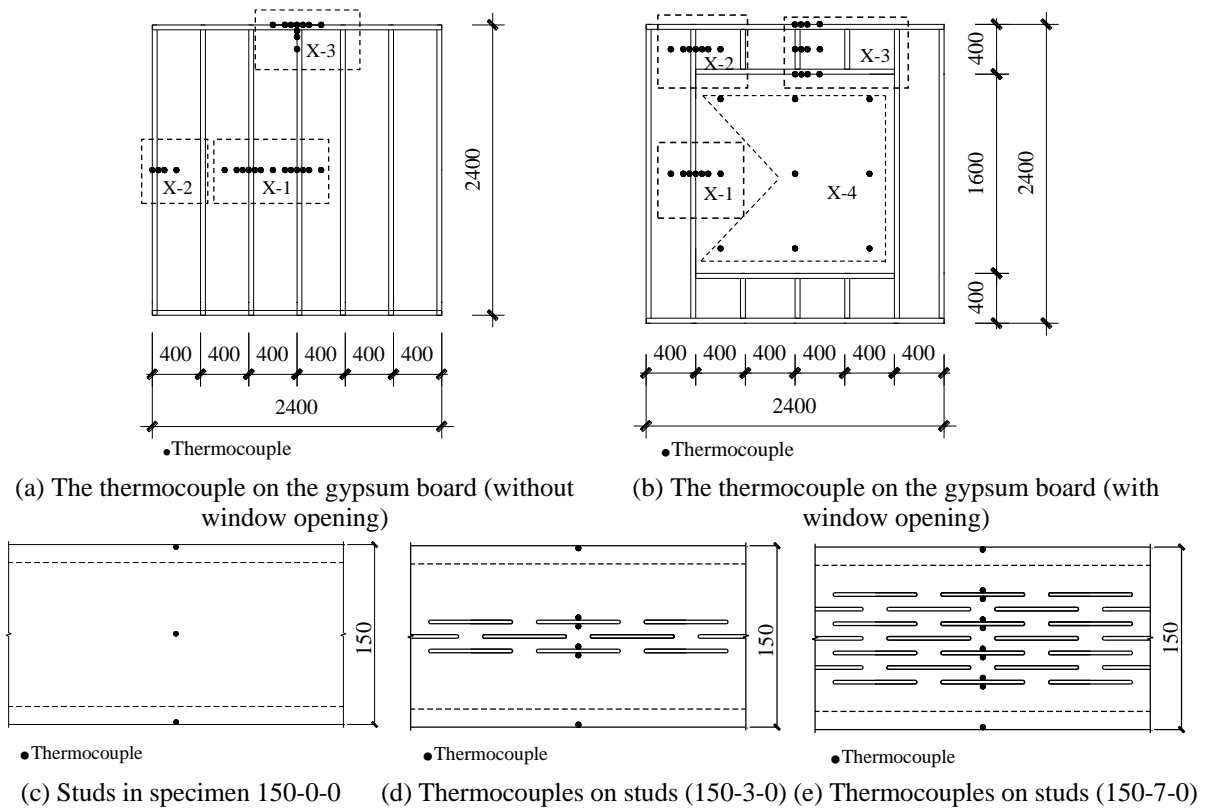 X-3
X-2
X-1
2400
400 400 400 400 400 400
2400
•Thermocouple
(a) The thermocouple on the gypsum board (without
window opening)
X-2
X-3
X-1
X-4
400
1600
400
2400
400 400 400 400 400 400
2400
•Thermocouple
(b) The thermocouple on the gypsum board (with
window opening)
150
•Thermocouple
(c) Studs in specimen 150-0-0
150
•Thermocouple
(d) Thermocouples on studs (150-3-0)
150
•Thermocouple
(e) Thermocouples on studs (150-7-0)